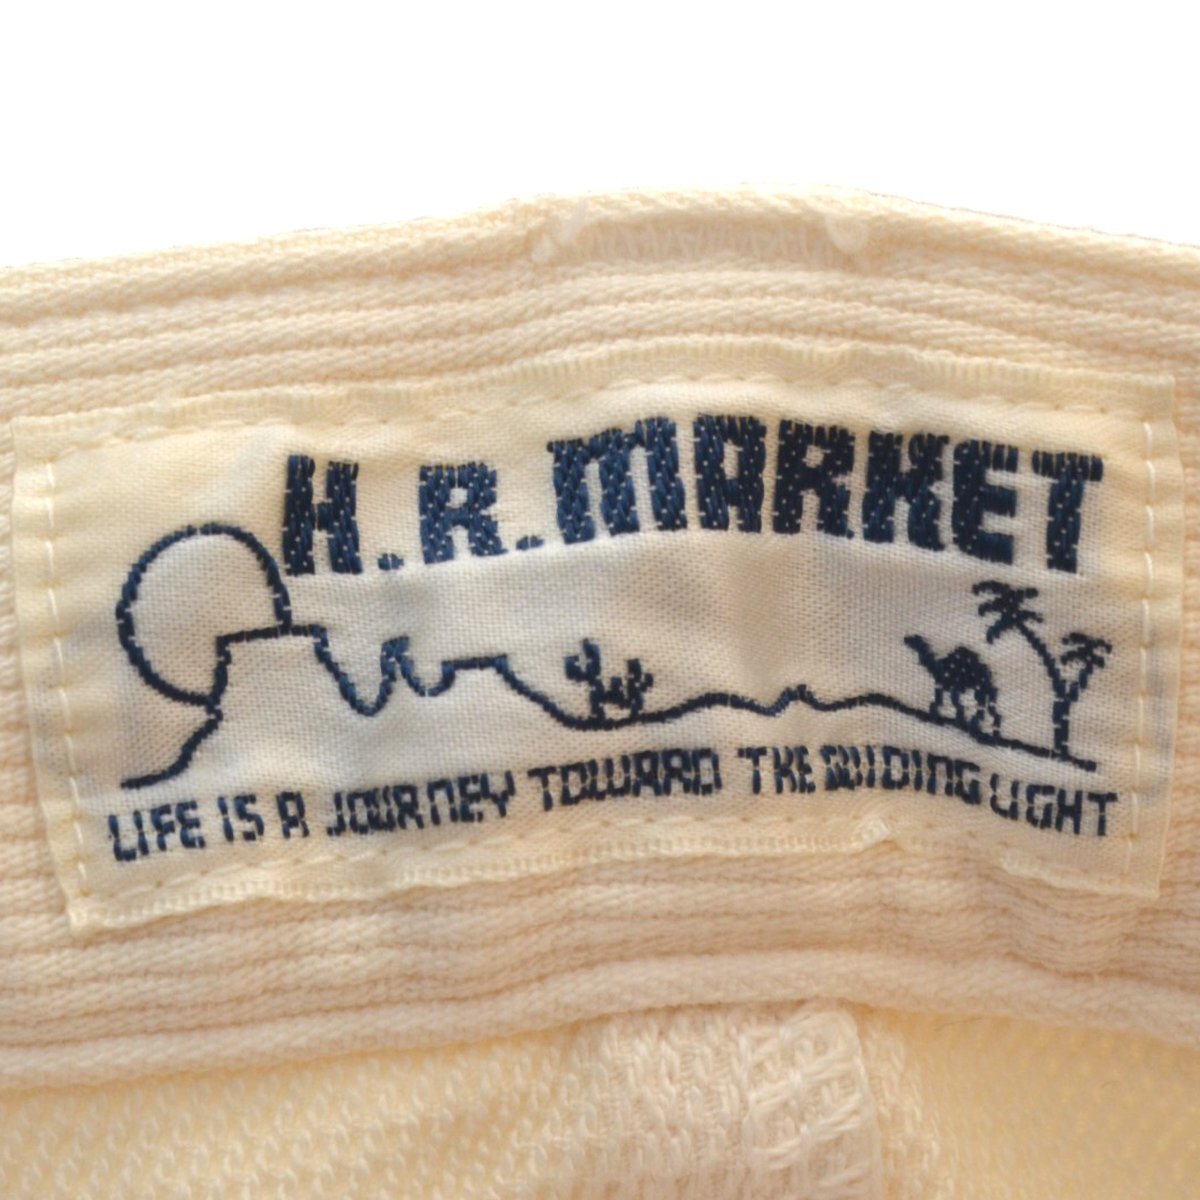 H.R.MARKET
LIFE IS A JOURNEY TOWARD THE GUIDING LIGHT